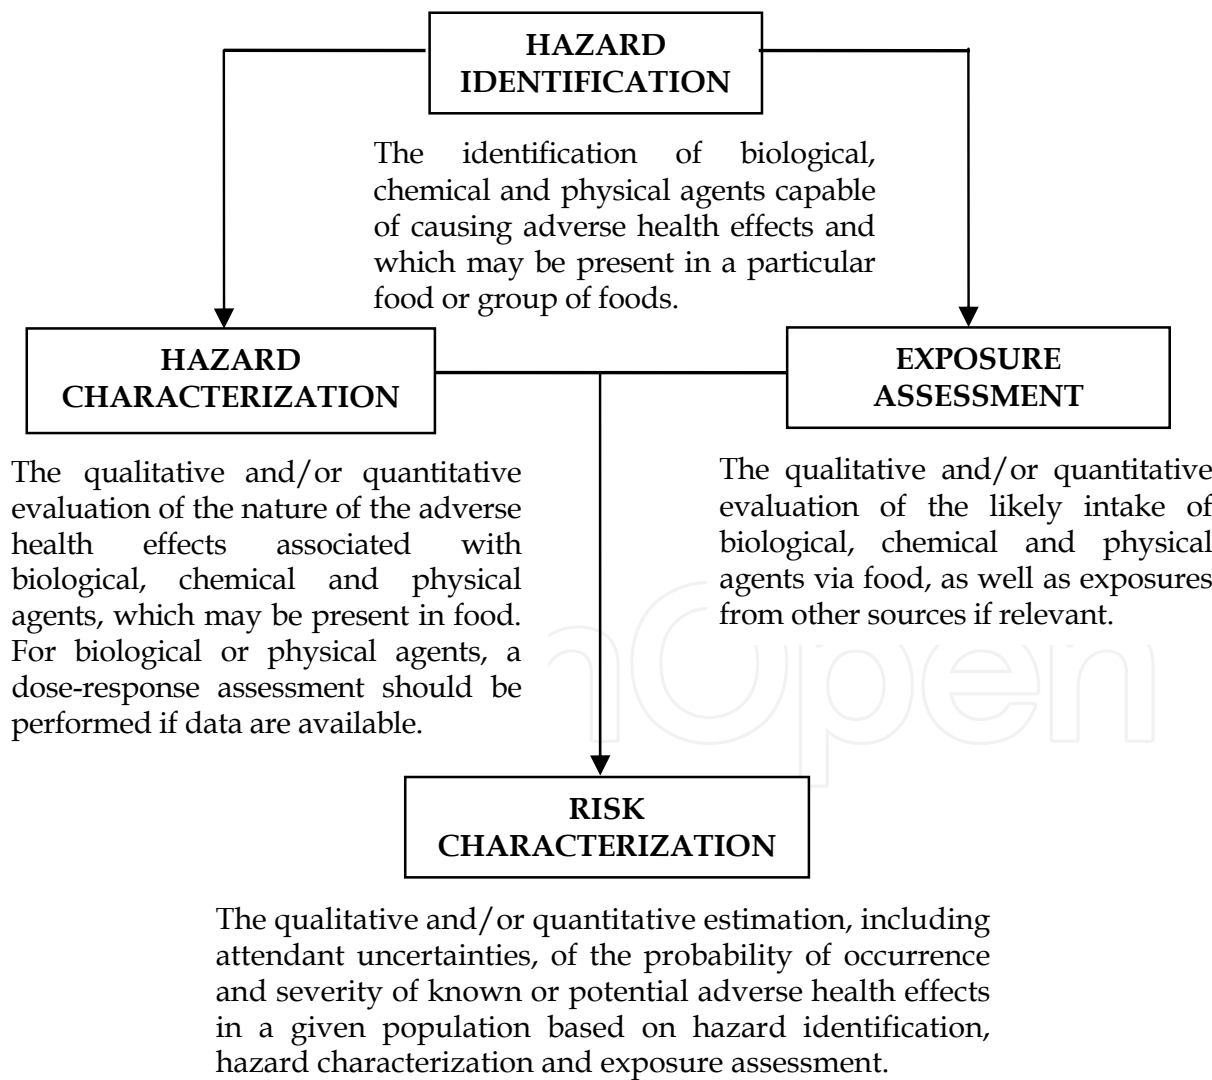 HAZARD
IDENTIFICATION
The identification of biological,
chemical and physical agents capable
of causing adverse health effects and
which may be present in a particular
food or group of foods.
HAZARD
CHARACTERIZATION
The qualitative and/or quantitative
evaluation of the nature of the adverse
health effects associated with
biological, chemical and physical
agents, which may be present in food.
For biological or physical agents, a
dose-response assessment should be
performed if data are available.
EXPOSURE
ASSESSMENT
The qualitative and/or quantitative
evaluation of the likely intake of
biological, chemical and physical
agents via food, as well as exposures
from other sources if relevant.
nOpen
RISK
CHARACTERIZATION
The qualitative and/or quantitative estimation, including
attendant uncertainties, of the probability of occurrence
and severity of known or potential adverse health effects
in a given population based on hazard identification,
hazard characterization and exposure assessment.